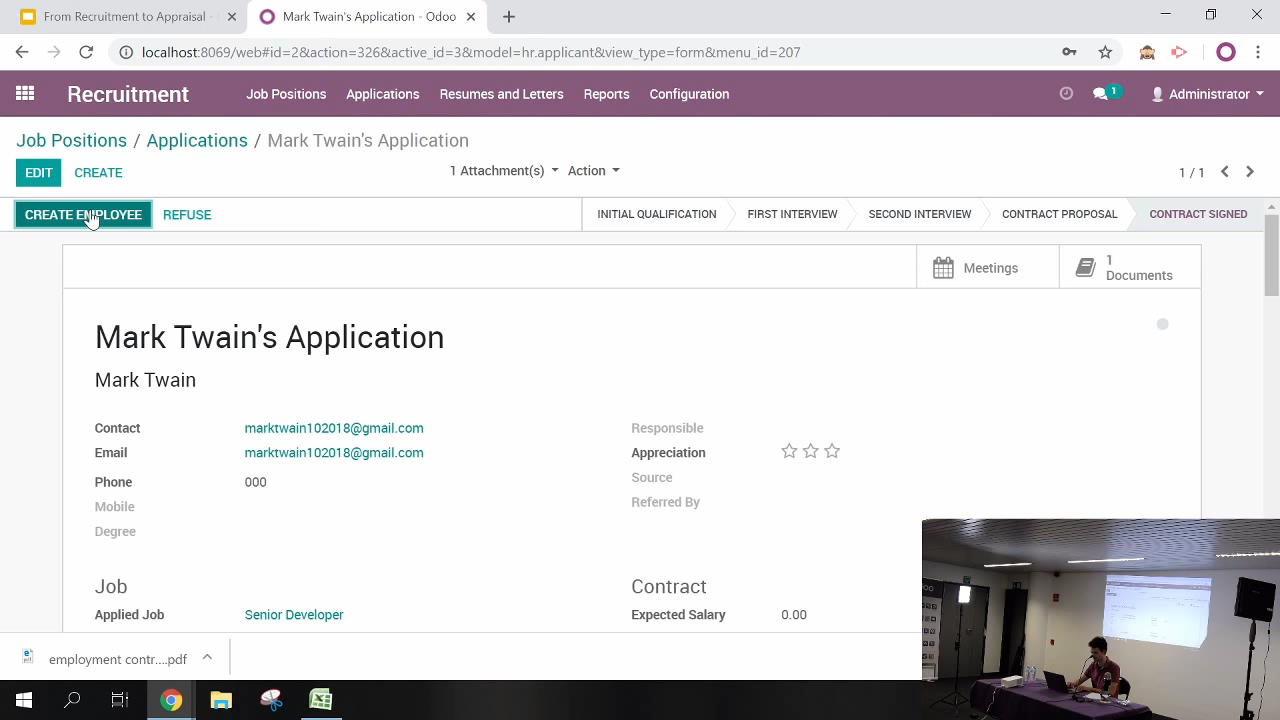 From Recruitment to Appraisal -
Mark Twain's Application - Odoo
localhost:8069/web#id=2&action=326&active_id=3&model=hr.applicant&view_type=form&menu_id=207
Recruitment
Job Positions
Applications
Resumes and Letters
Reports
Configuration
1
Administrator
Job Positions / Applications / Mark Twain's Application
EDIT
CREATE
1 Attachment(s)
Action
1 / 1
CREATE EMPLOYEE
REFUSE
INITIAL QUALIFICATION
FIRST INTERVIEW
SECOND INTERVIEW
CONTRACT PROPOSAL
CONTRACT SIGNED
Meetings
1
Documents
Mark Twain's Application
Mark Twain
Contact marktwain102018@gmail.com
Email marktwain102018@gmail.com
Phone 000
Mobile
Degree
Responsible
Appreciation
Source
Referred By
Job
Applied Job Senior Developer
Contract
Expected Salary 0.00
employment contr....pdf